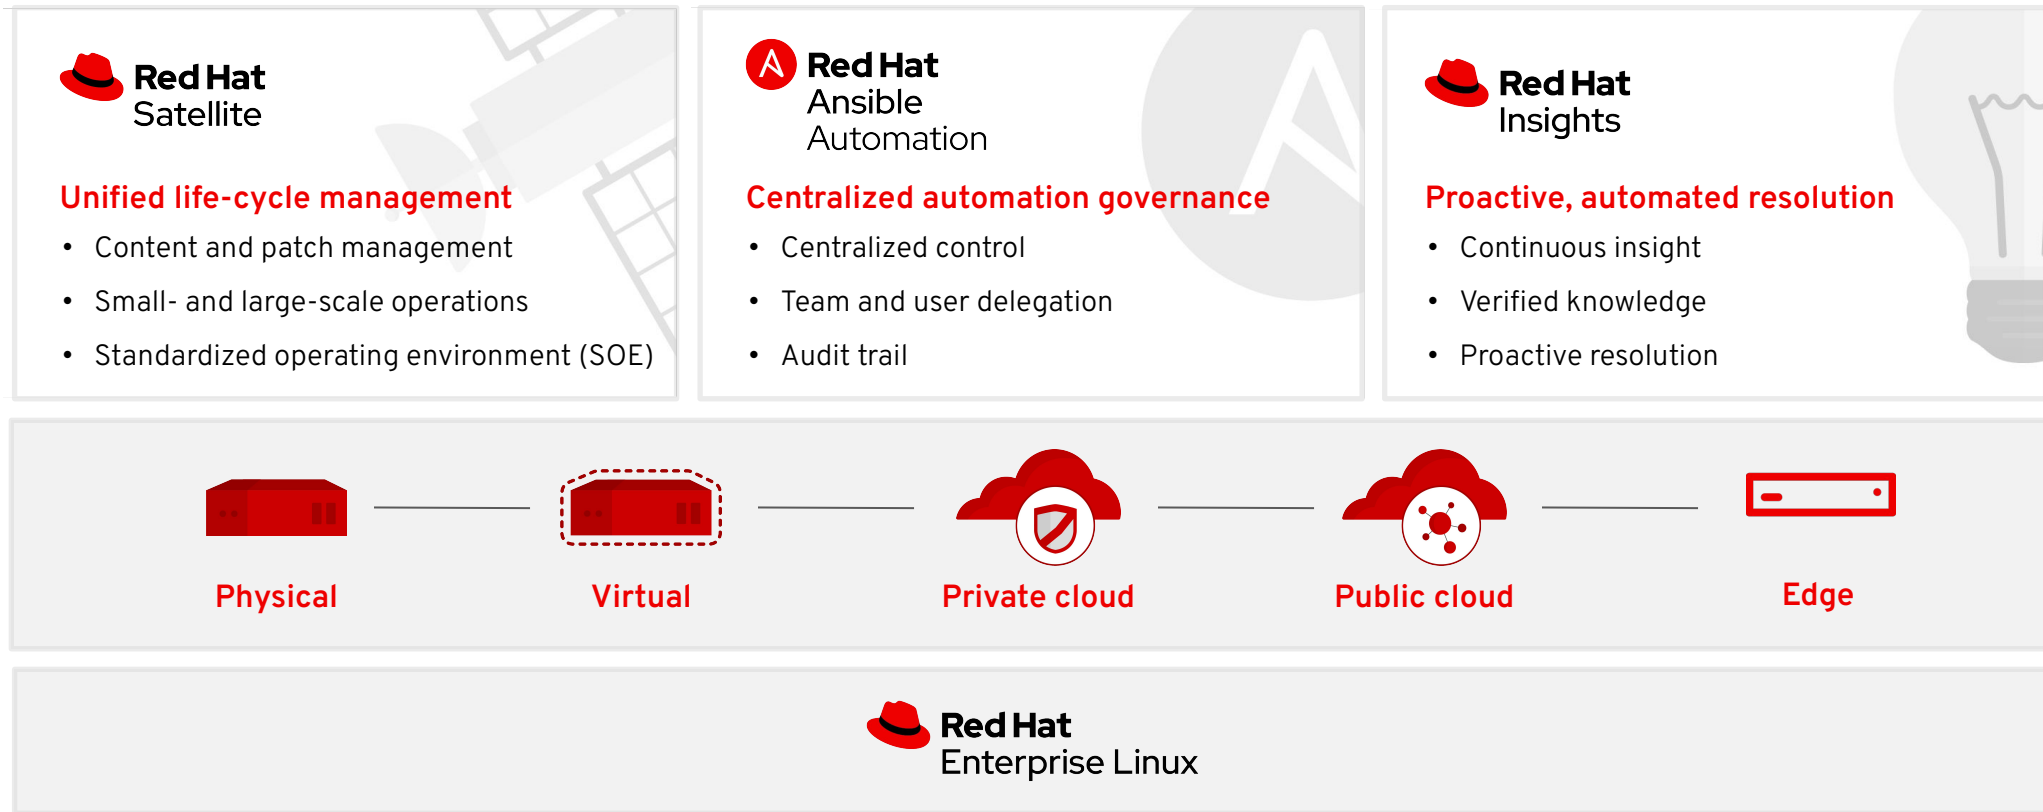 Red Hat
Satellite
Unified life-cycle management
• Content and patch management
• Small- and large-scale operations
• Standardized operating environment (SOE)
Red Hat
Ansible
Automation
Centralized automation governance
• Centralized control
• Team and user delegation
• Audit trail
Red Hat
Insights
Proactive, automated resolution
• Continuous insight
• Verified knowledge
• Proactive resolution
Physical
Virtual
Private cloud
Public cloud
Edge
Red Hat
Enterprise Linux